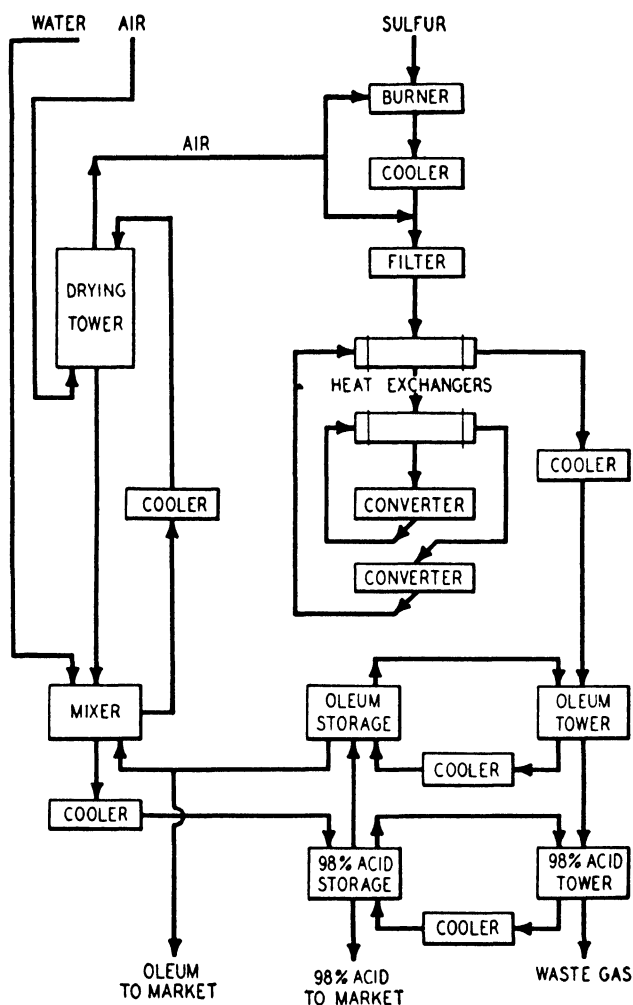 WATER
AIR
SULFUR
BURNER
AIR
COOLER
FILTER
DRYING
TOWER
HEAT EXCHANGERS
COOLER
COOLER
CONVERTER
CONVERTER
MIXER
OLEUM
STORAGE
OLEUM
TOWER
COOLER
COOLER
98% ACID
STORAGE
98% ACID
TOWER
COOLER
OLEUM
TO MARKET
98% ACID
TO MARKET
WASTE GAS